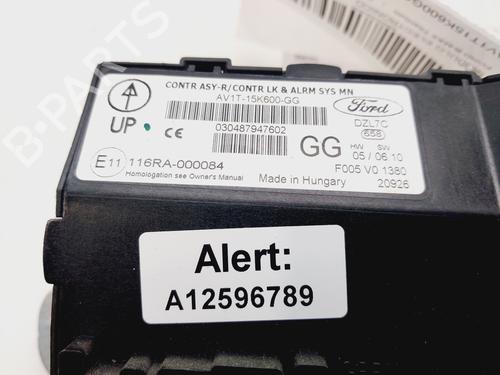 CONTR ASY-R/ CONTR LK & ALRM SYS MN
AV1T-15K600-GG
Ford
UP
CE
030487947602
DZL7C
658
GG
HW SW
05 / 06.10
E11 116RA-000084
F005 V0 1380
Homologation see Owner's Manual
Made in Hungary
20926
Alert:
A12596789
B-PARTS
AV1T15K600GG